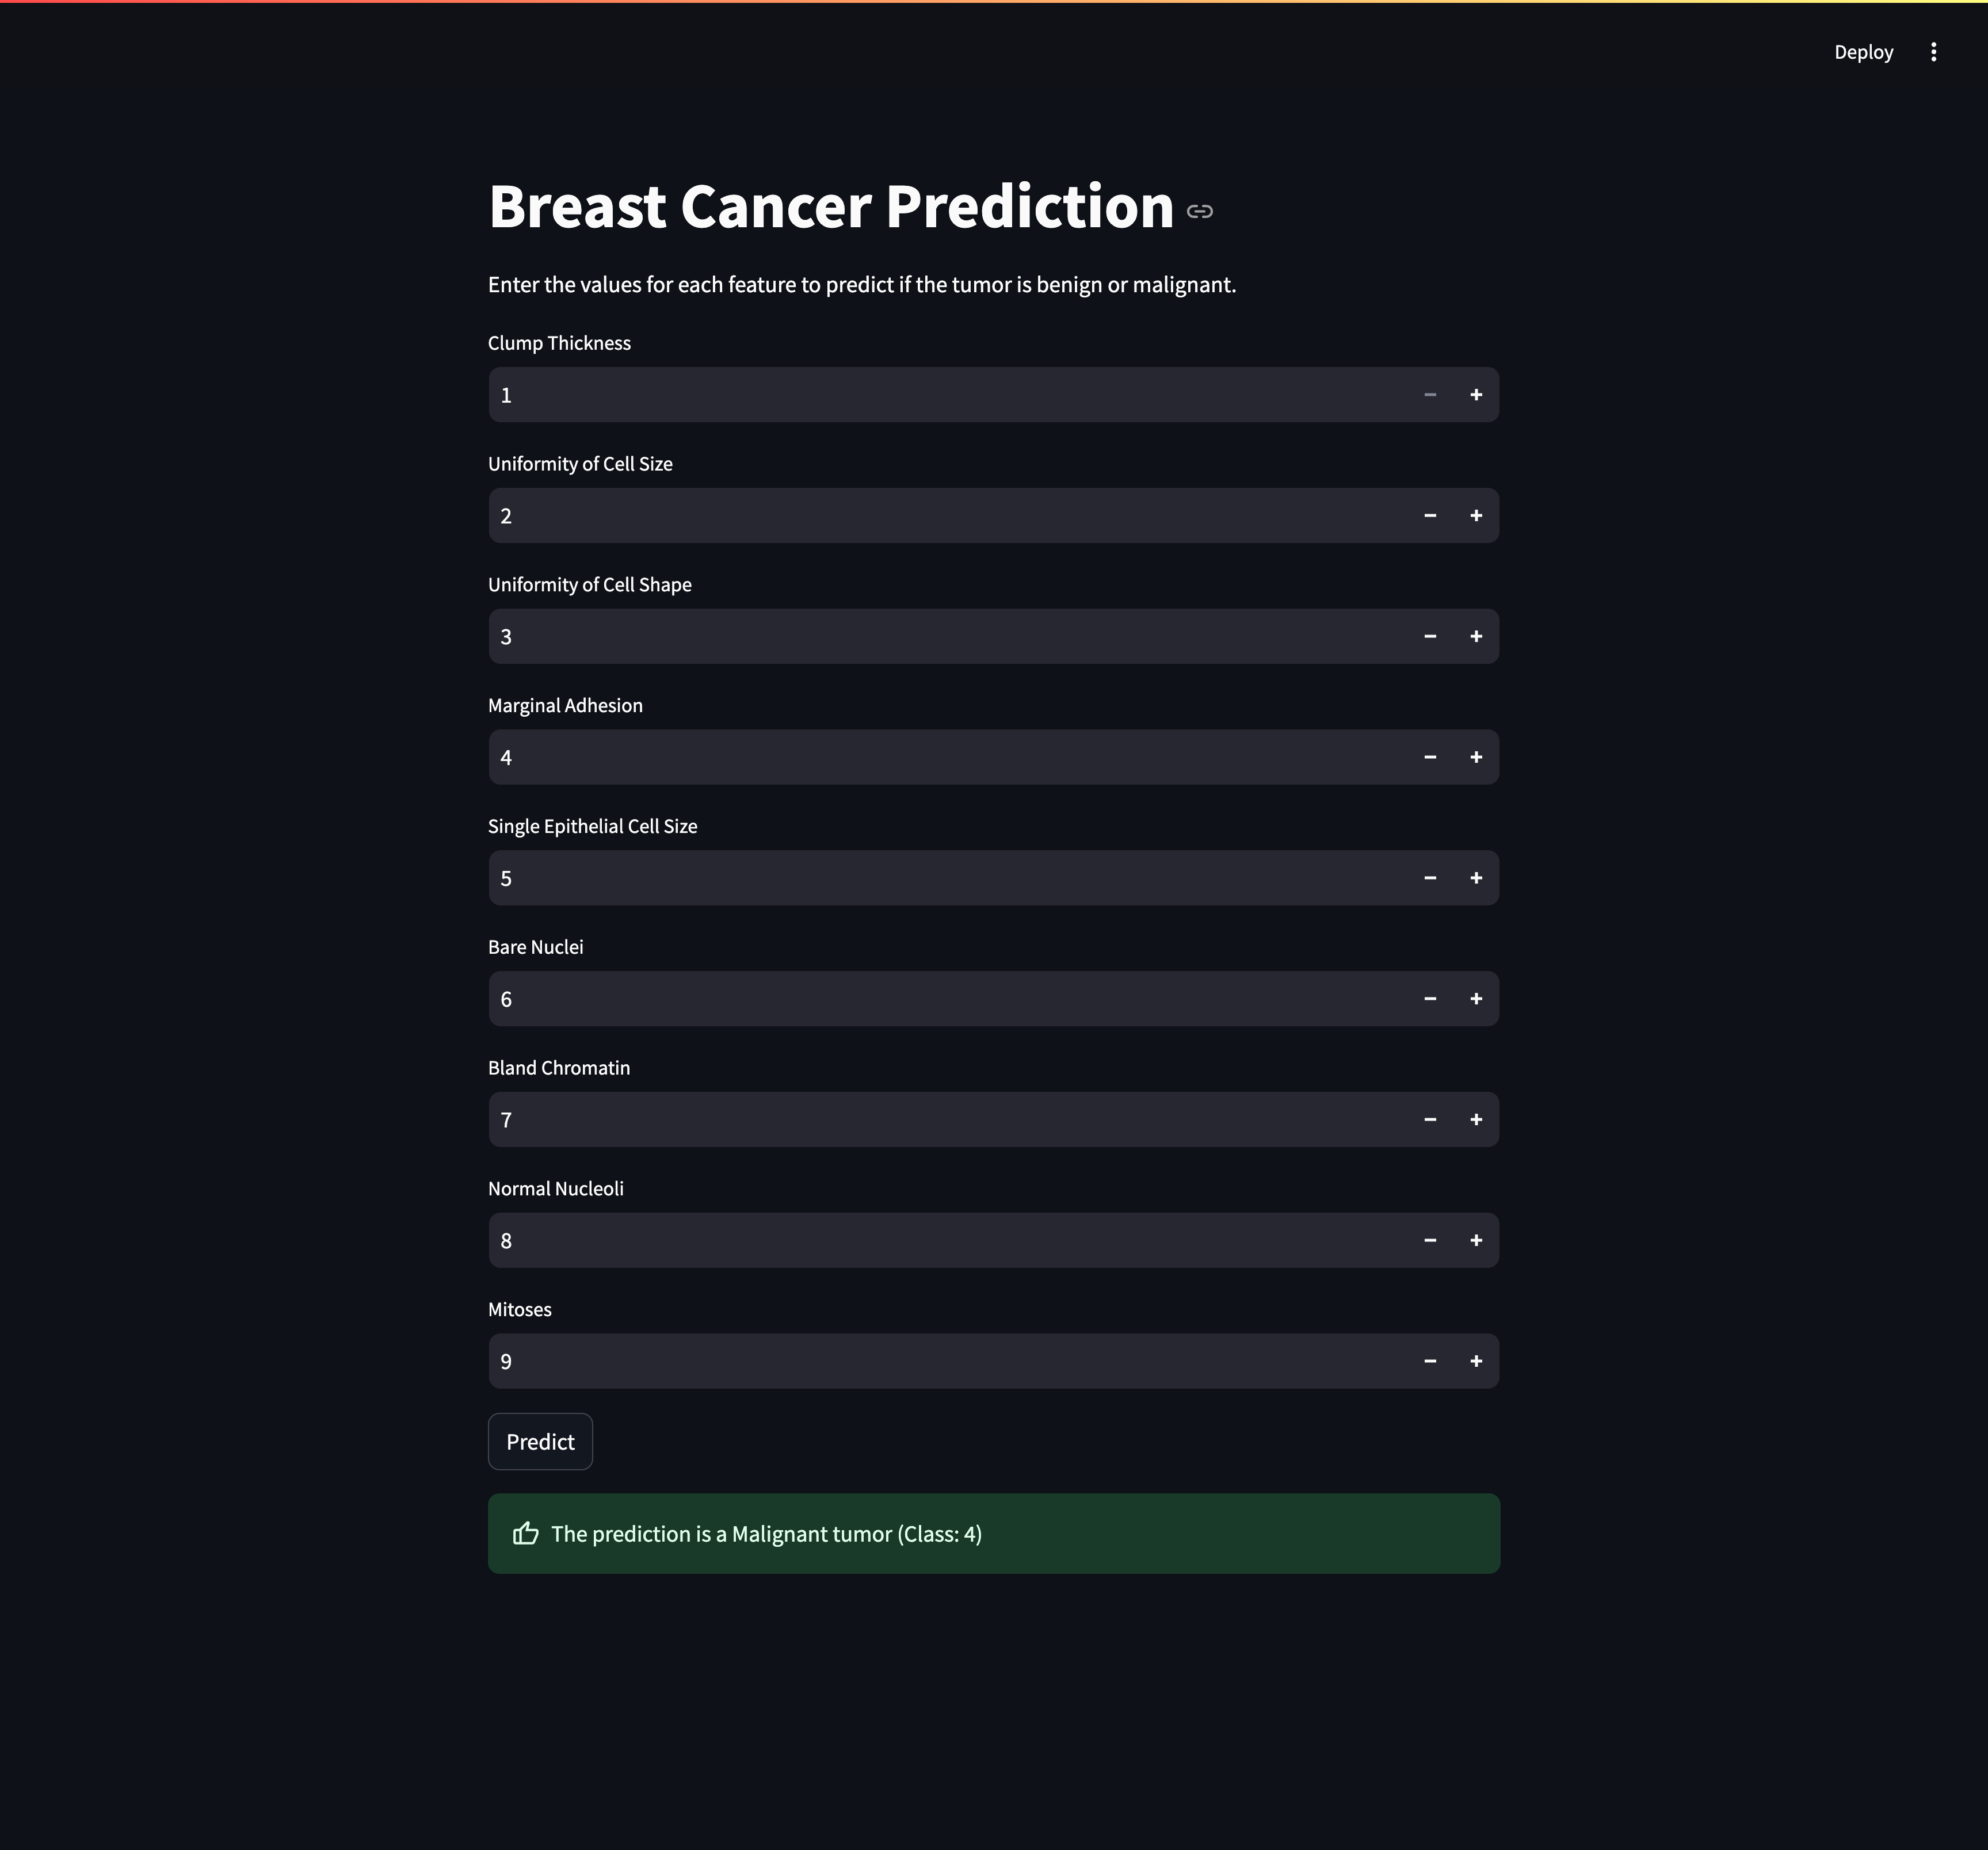 Deploy
Breast Cancer Prediction
Enter the values for each feature to predict if the tumor is benign or malignant.
Clump Thickness
1
Uniformity of Cell Size
2
Uniformity of Cell Shape
3
Marginal Adhesion
4
Single Epithelial Cell Size
5
Bare Nuclei
6
Bland Chromatin
7
Normal Nucleoli
8
Mitoses
9
Predict
The prediction is a Malignant tumor (Class: 4)